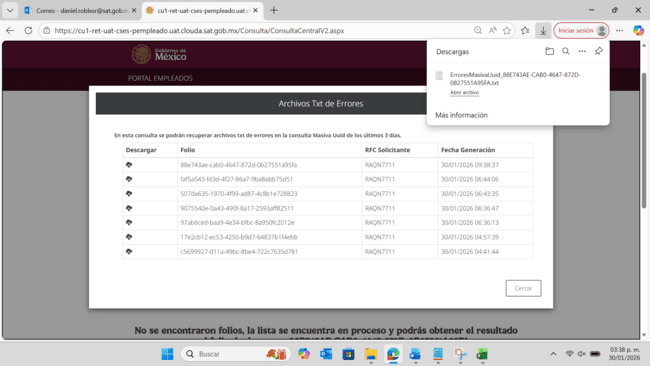 Correo - daniel.roblesr@sat.gob.m
cu1-ret-uat-cses-pempleado.uat.c
https://cu1-ret-uat-cses-pempleado.uat.clouda.sat.gob.mx/Consulta/ConsultaCentralV2.aspx
Iniciar sesión
Gobierno de
México
PORTAL EMPLEADOS
Descargas
ErroresMasivaUuid_88E743AE-CAB0-4647-872D-
0B27551A95FA.txt
Abrir archivo
Más información
Archivos Txt de Errores
En esta consulta se podrán recuperar archivos txt de errores en la consulta Masiva Uuid de los últimos 3 días.
Descargar Folio RFC Solicitante Fecha Generación
88e743ae-cab0-4647-872d-0b27551a95fa RAQN7711 30/01/2026 09:38:37
faf5a543-fd3d-4f27-86a7-9ba8abb75d51 RAQN7711 30/01/2026 06:44:06
507da635-1970-4f99-ad87-4c8b1e728823 RAQN7711 30/01/2026 06:43:35
9075540e-0a43-490f-8a17-2593aff82511 RAQN7711 30/01/2026 06:36:47
97ab6ced-baa9-4e34-bfbc-8a950fc2012e RAQN7711 30/01/2026 06:36:13
17e2cb12-ec53-4250-b9d7-64837b1f4ebb RAQN7711 30/01/2026 04:57:39
c5699927-d11a-49bc-8be4-722c7635d781 RAQN7711 30/01/2026 04:41:44
Cerrar
No se encontraron folios, la lista se encuentra en proceso y podrás obtener el resultado
Buscar
03:38 p. m.
30/01/2026